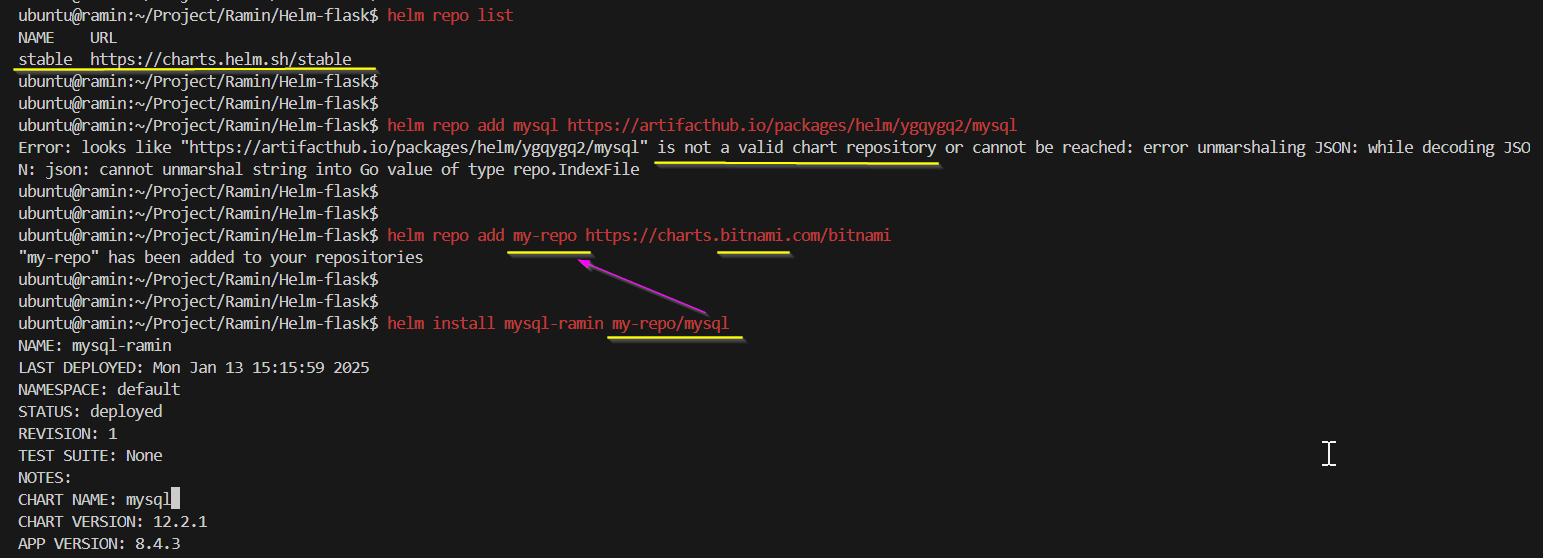 ubuntu@ramin:~/Project/Ramin/Helm-flask$ helm repo list
NAME    URL
stable  https://charts.helm.sh/stable
ubuntu@ramin:~/Project/Ramin/Helm-flask$
ubuntu@ramin:~/Project/Ramin/Helm-flask$
ubuntu@ramin:~/Project/Ramin/Helm-flask$ helm repo add mysql https://artifacthub.io/packages/helm/ygqygq2/mysql
Error: looks like "https://artifacthub.io/packages/helm/ygqygq2/mysql" is not a valid chart repository or cannot be reached: error unmarshaling JSON: while decoding JSO
N: json: cannot unmarshal string into Go value of type repo.IndexFile
ubuntu@ramin:~/Project/Ramin/Helm-flask$
ubuntu@ramin:~/Project/Ramin/Helm-flask$
ubuntu@ramin:~/Project/Ramin/Helm-flask$ helm repo add my-repo https://charts.bitnami.com/bitnami
"my-repo" has been added to your repositories
ubuntu@ramin:~/Project/Ramin/Helm-flask$
ubuntu@ramin:~/Project/Ramin/Helm-flask$
ubuntu@ramin:~/Project/Ramin/Helm-flask$ helm install mysql-ramin my-repo/mysql
NAME: mysql-ramin
LAST DEPLOYED: Mon Jan 13 15:15:59 2025
NAMESPACE: default
STATUS: deployed
REVISION: 1
TEST SUITE: None
NOTES:
CHART NAME: mysql
CHART VERSION: 12.2.1
APP VERSION: 8.4.3